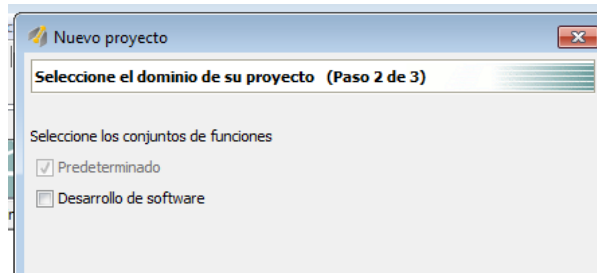 Nuevo proyecto
Seleccione el dominio de su proyecto (Paso 2 de 3)
Seleccione los conjuntos de funciones
Predeterminado
Desarrollo de software